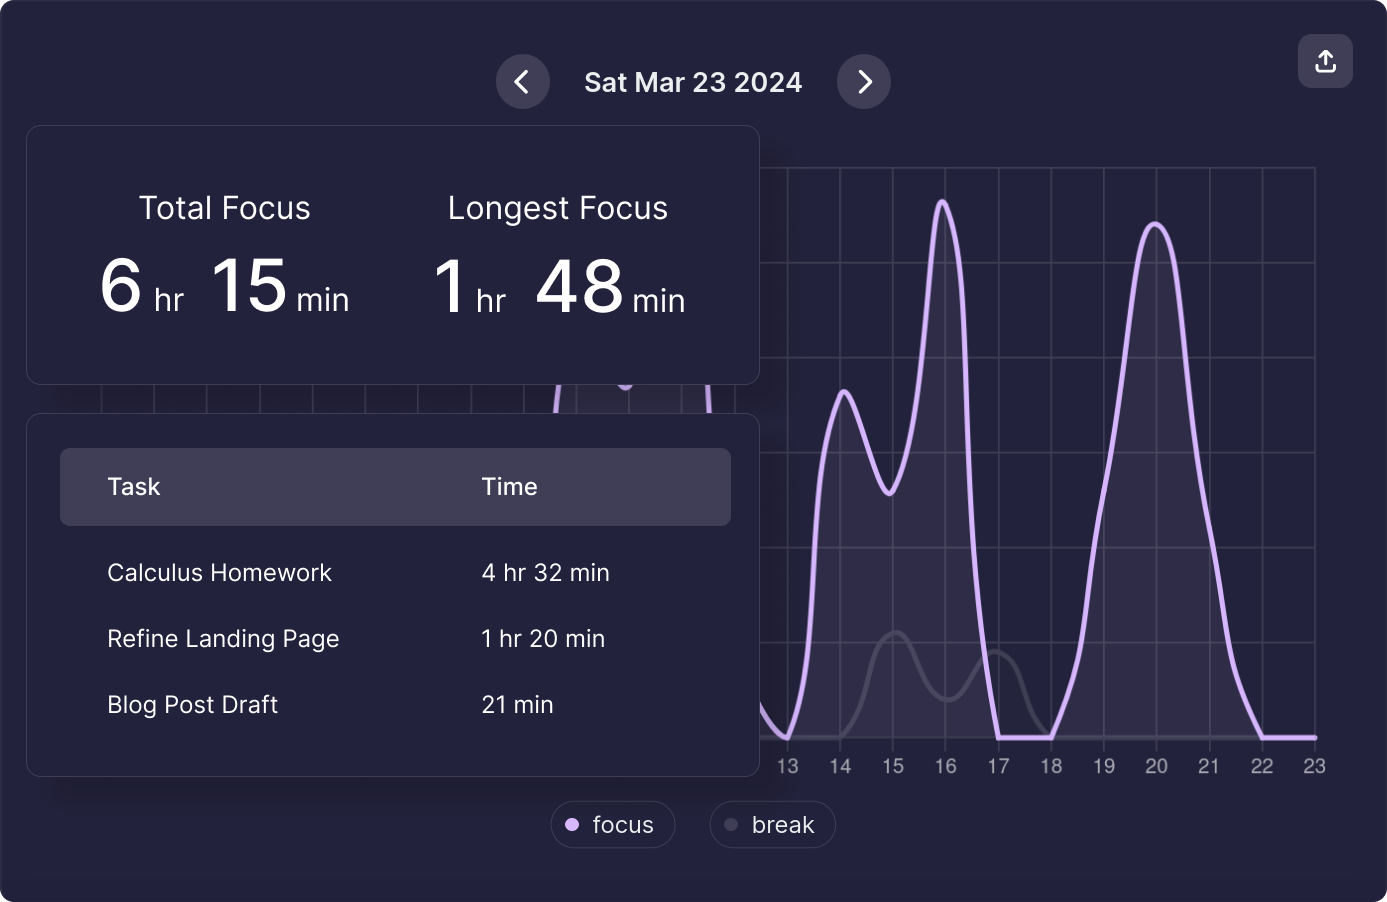 Sat Mar 23 2024
Total Focus
6 hr 15 min
Longest Focus
1 hr 48 min
Task Time
Calculus Homework 4 hr 32 min
Refine Landing Page 1 hr 20 min
Blog Post Draft 21 min
13 14 15 16 17 18 19 20 21 22 23
focus break